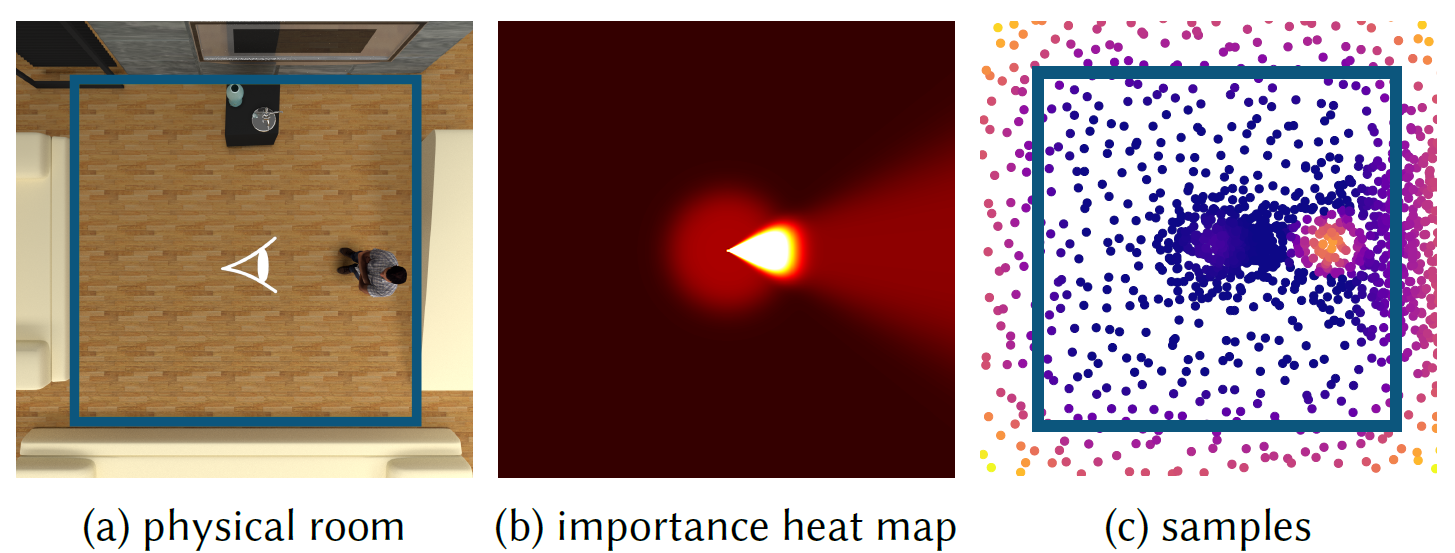 (a) physical room
(b) importance heat map
(c) samples